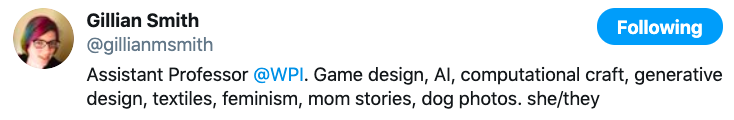 Gillian Smith
Following
@gillianmsmith
Assistant Professor @WPI. Game design, AI, computational craft, generative
design, textiles, feminism, mom stories, dog photos. she/they